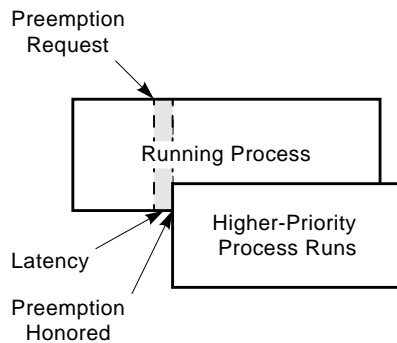 Preemption
Request
Running Process
Higher-Priority
Process Runs
Latency
Preemption
Honored